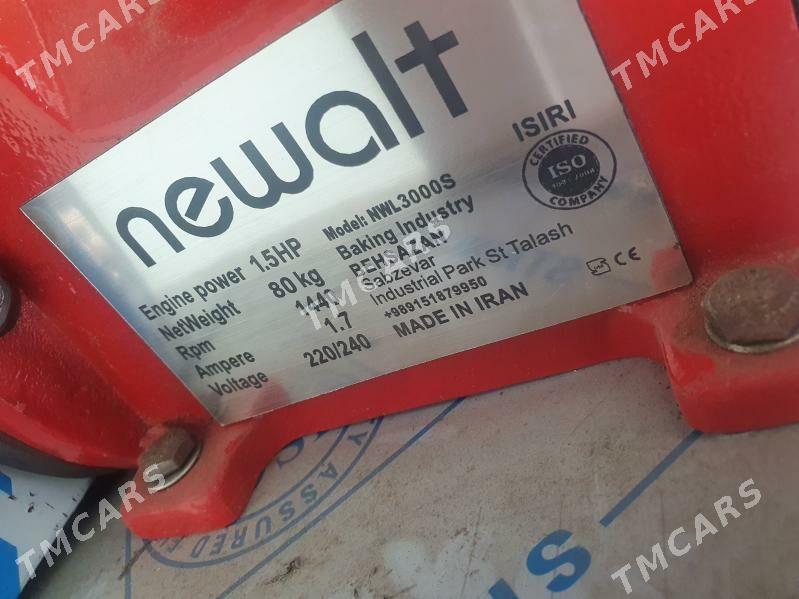 newalt
ISIRI
CERTIFIED
ISO
COMPANY
Engine power 1.5HP
NetWeight 80 kg
Rpm
Ampere 1.7
Voltage 220/240
Model: NWL3000S
Baking Industry
Sabzevar
Industrial Park St Talash
+989151879950
MADE IN IRAN
CE
ASSURED
TMCARS
TMCARS
TMCARS
TMCARS
TMCARS
TMCARS
TMCARS